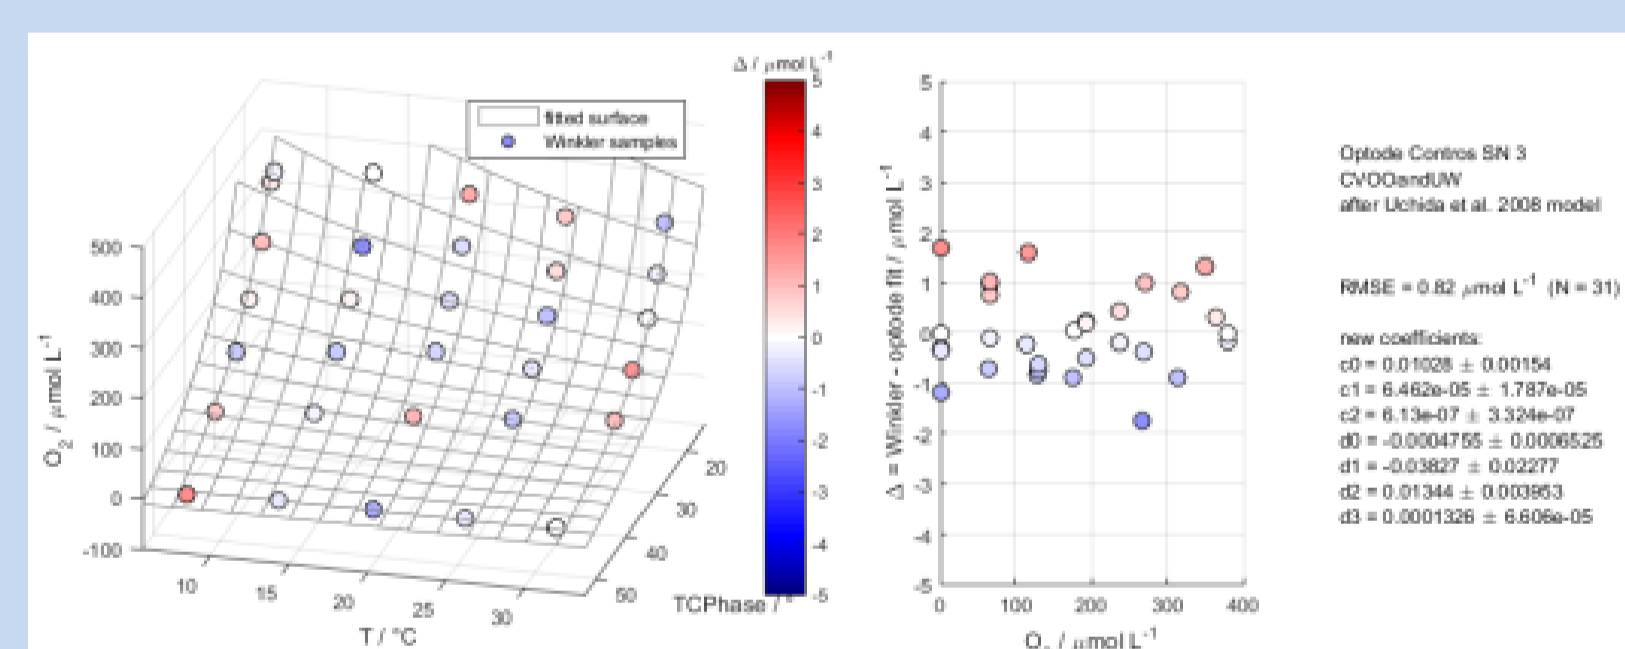 Δ / μmol L⁻¹
fitted surface
Winkler samples
O₂ / μmol L⁻¹
500
400
300
200
100
0
-100
10
15
20
25
30
T / °C
20
30
40
50
TCPhase / °
5
4
3
2
1
0
-1
-2
-3
-4
-5
Δ = Winkler - optode fit / μmol L⁻¹
5
4
3
2
1
0
-1
-2
-3
-4
-5
0
100
200
300
400
O₂ / μmol L⁻¹
Optode Contros SN 3
CVOOandUW
after Uchida et al. 2008 model
RMSE = 0.82 μmol L⁻¹ (N = 31)
new coefficients:
c0 = 0.01028 ± 0.00154
c1 = 6.462e-05 ± 1.787e-05
c2 = 6.13e-07 ± 3.324e-07
d0 = -0.0004755 ± 0.0006525
d1 = -0.03827 ± 0.02277
d2 = 0.01344 ± 0.003953
d3 = 0.0001326 ± 6.606e-05